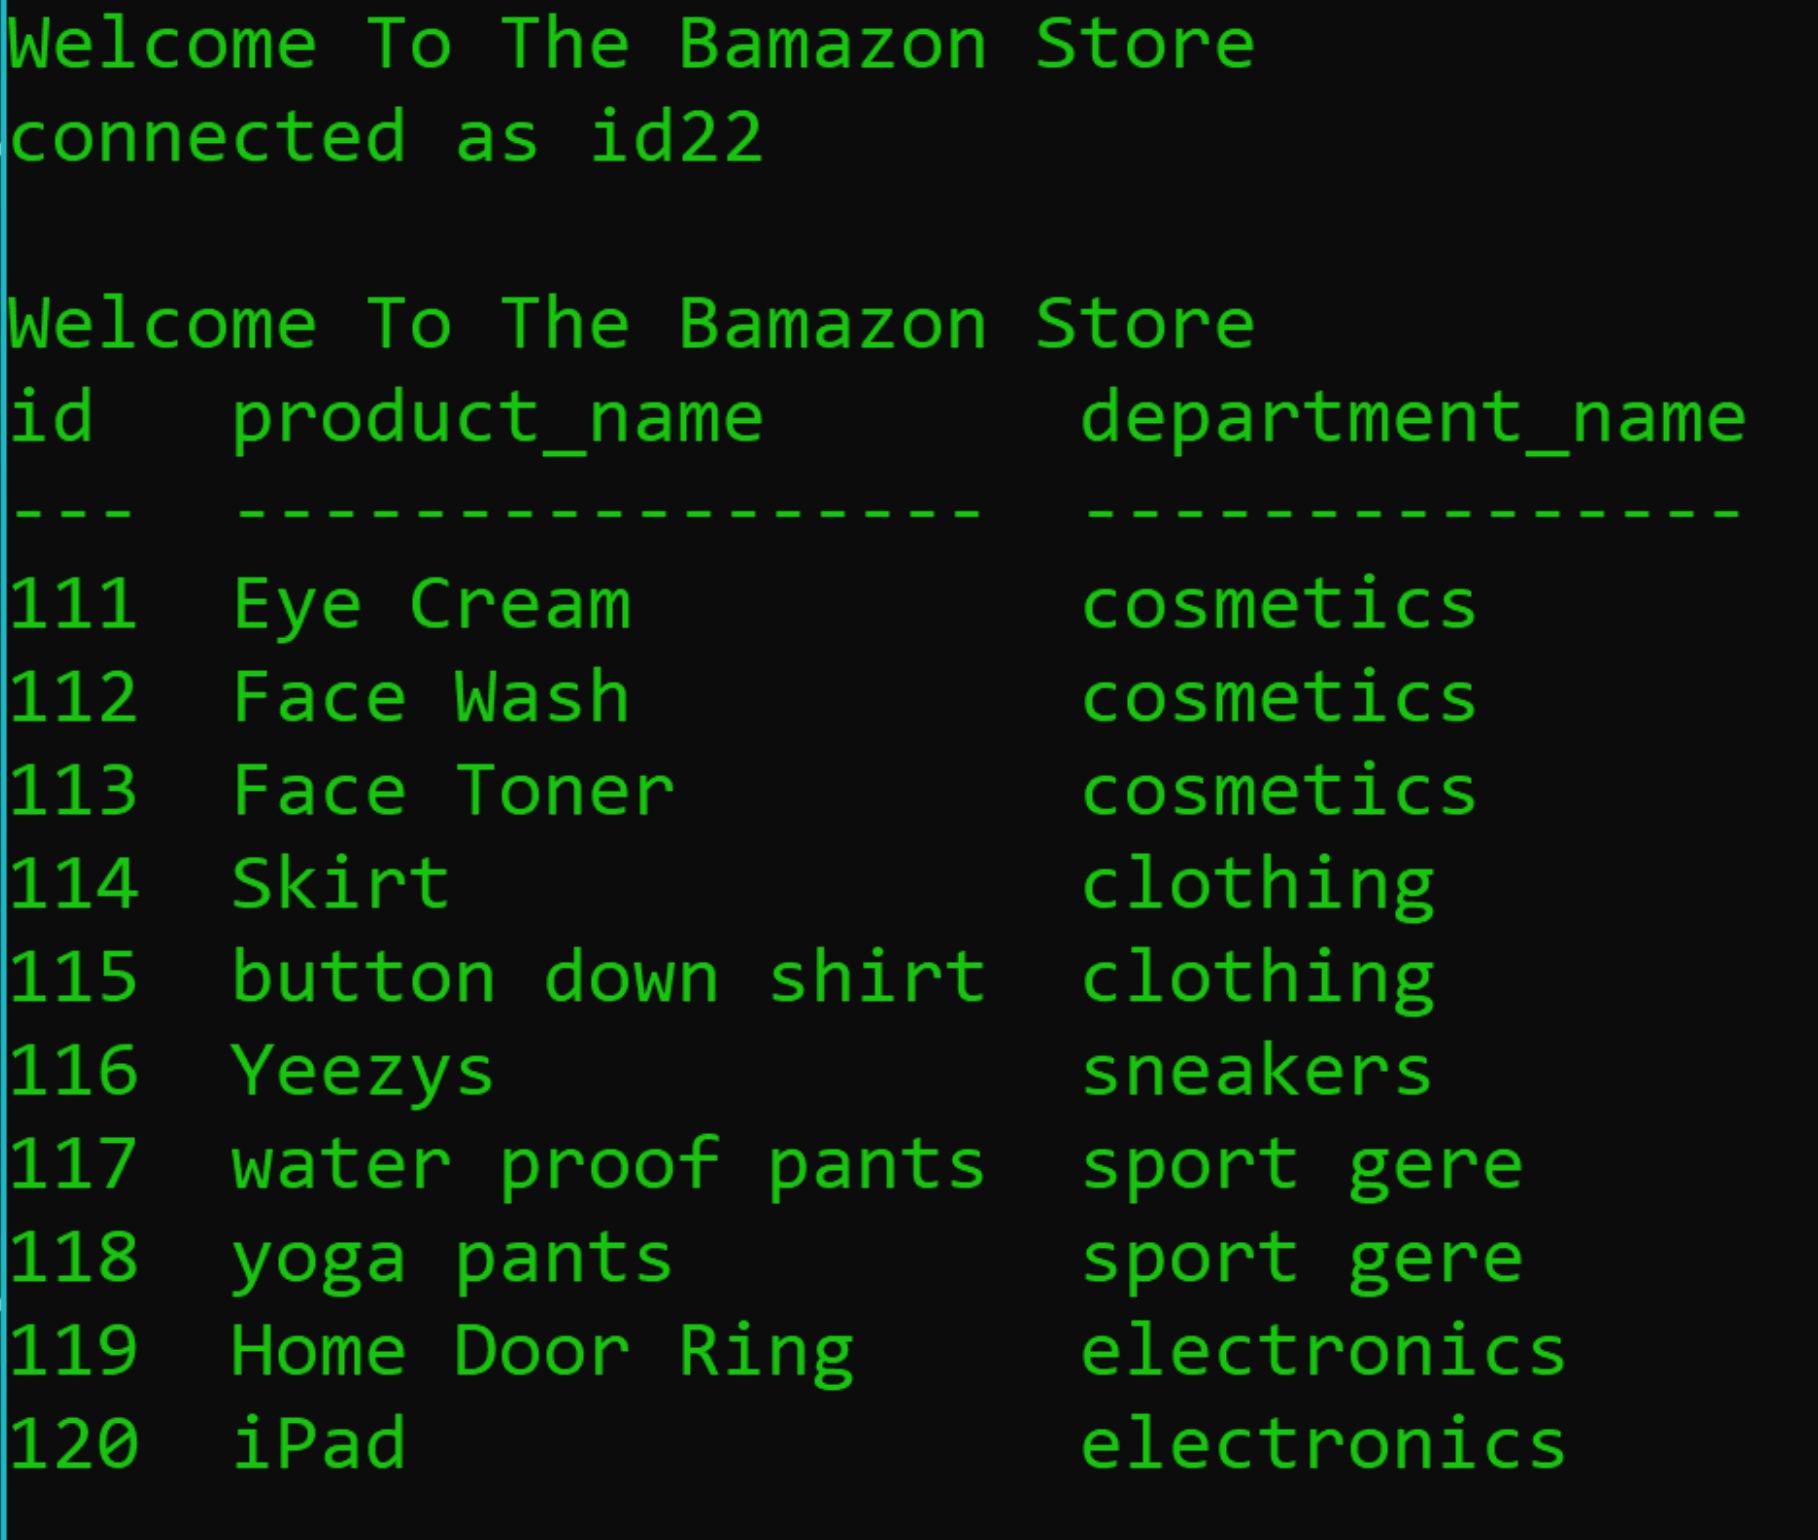 Welcome To The Bamazon Store
connected as id22
Welcome To The Bamazon Store
id   product_name        department_name
---  -----------------  ---------------
111  Eye Cream           cosmetics
112  Face Wash           cosmetics
113  Face Toner          cosmetics
114  Skirt               clothing
115  button down shirt  clothing
116  Yeezys              sneakers
117  water proof pants  sport gere
118  yoga pants          sport gere
119  Home Door Ring      electronics
120  iPad                electronics